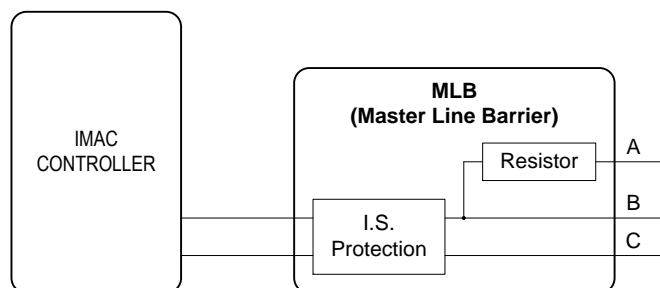 IMAC
CONTROLLER
MLB
(Master Line Barrier)
Resistor
A
B
I.S.
Protection
C